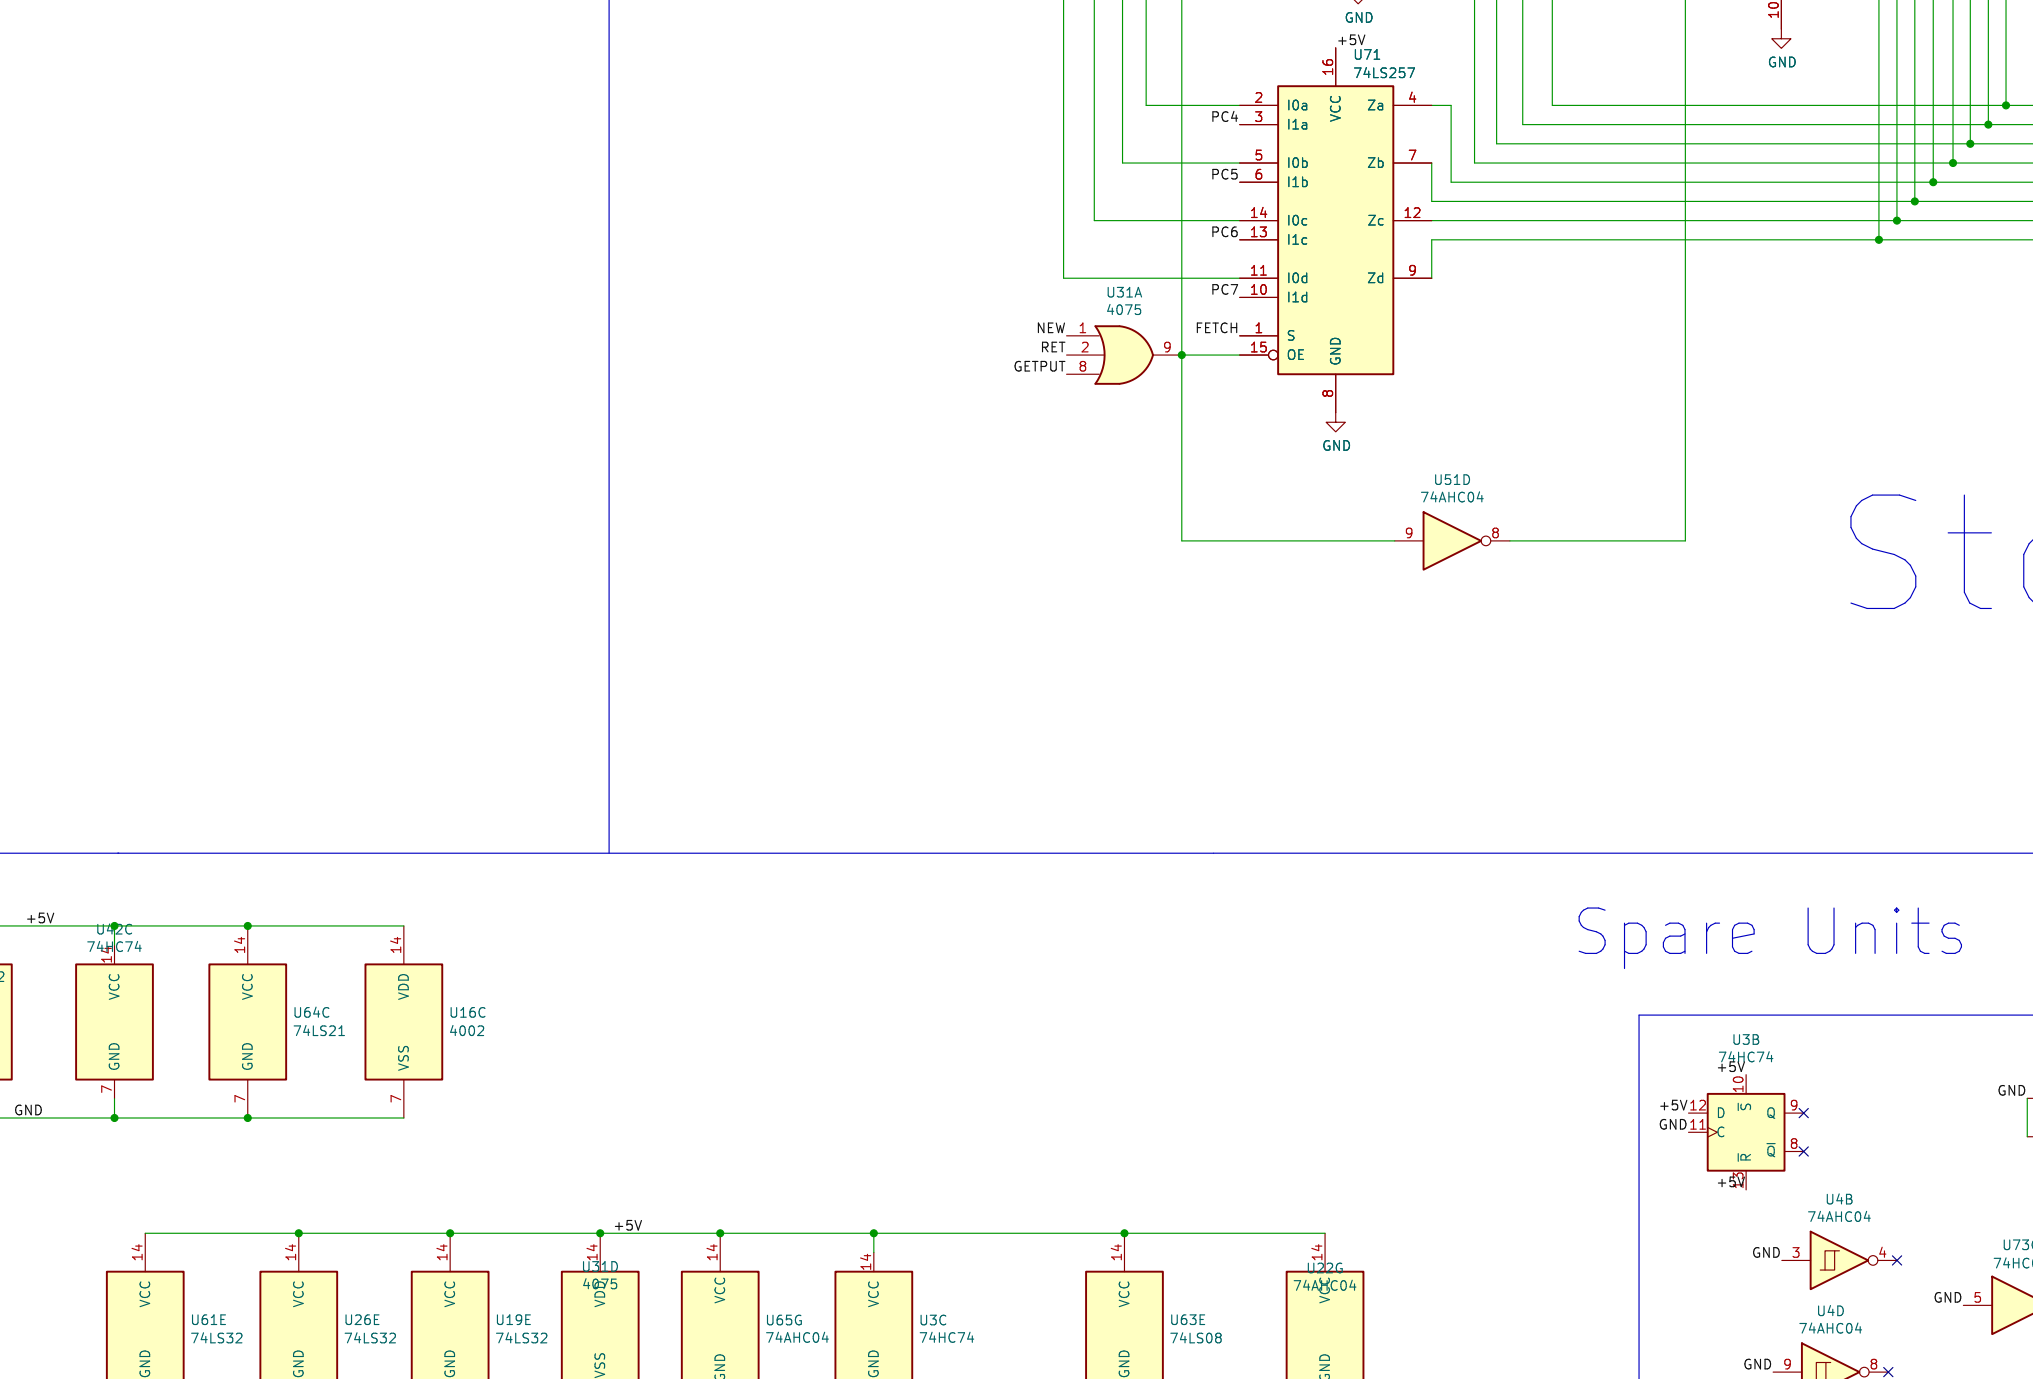 GND
10
GND
+5V
U71
74LS257
16
VCC
2 I0a Za 4
PC4 3 I1a
5 I0b Zb 7
PC5 6 I1b
14 I0c Zc 12
PC6 13 I1c
11 I0d Zd 9
PC7 10 I1d
U31A
4075
NEW 1
RET 2 9
GETPUT 8
FETCH 1 S
15 OE
GND
8
GND
U51D
74AHC04
9 8
St
Spare Units
+5V
U42C
74HC74
14 VCC GND 7
14 VCC GND 7
U64C
74LS21
14 VDD VSS 7
U16C
4002
2
GND
U3B
74HC74
+5V
10
+5V 12 D S Q 9
GND 11 C
R Q 8
+5V
GND
U4B
74AHC04
GND 3 4
U4D
74AHC04
GND 9 8
U73
74HC
GND 5
+5V
14 VCC GND
U61E
74LS32
14 VCC GND
U26E
74LS32
14 VCC GND
U19E
74LS32
14 VDD VSS
U31D
4075
14 VCC GND
U65G
74AHC04
14 VCC GND
U3C
74HC74
14 VCC GND
U63E
74LS08
14 VCC GND
U22G
74AHC04